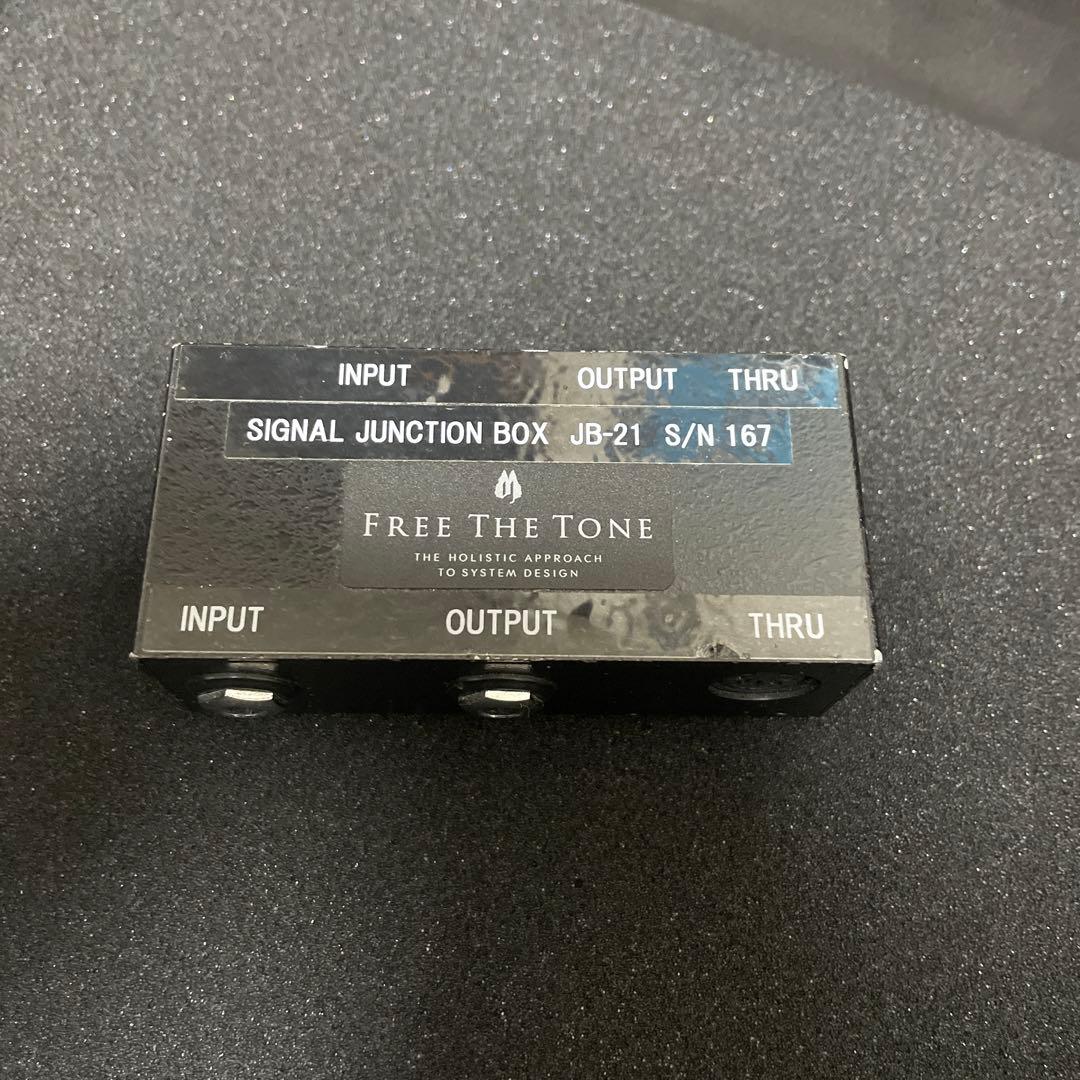 INPUT OUTPUT THRU
SIGNAL JUNCTION BOX JB-21 S/N 167
FREE THE TONE
THE HOLISTIC APPROACH
TO SYSTEM DESIGN
INPUT OUTPUT THRU